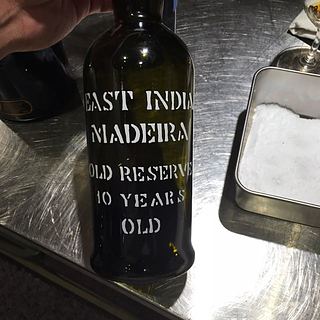 EAST INDIA
MADEIRA
OLD RESERVE
10 YEARS
OLD